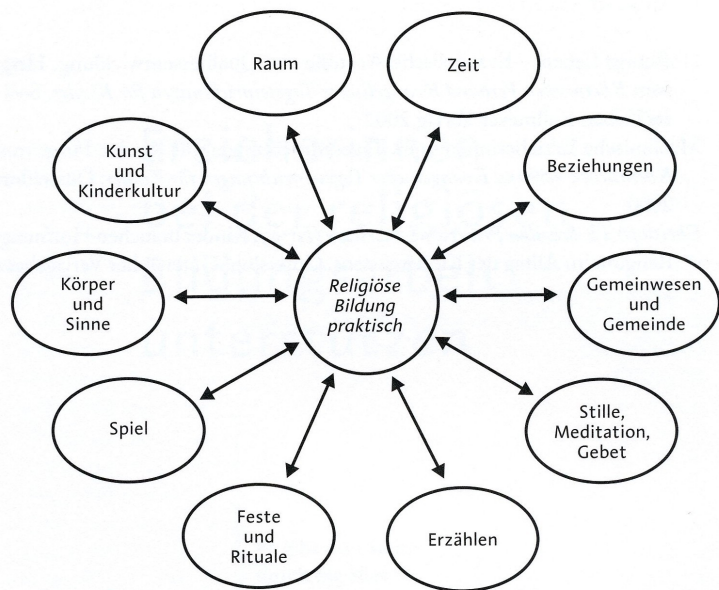 Raum
Zeit
Kunst
und
Kinderkultur
Beziehungen
Religiöse
Bildung
praktisch
Körper
und
Sinne
Gemeinwesen
und
Gemeinde
Spiel
Stille,
Meditation,
Gebet
Feste
und
Rituale
Erzählen